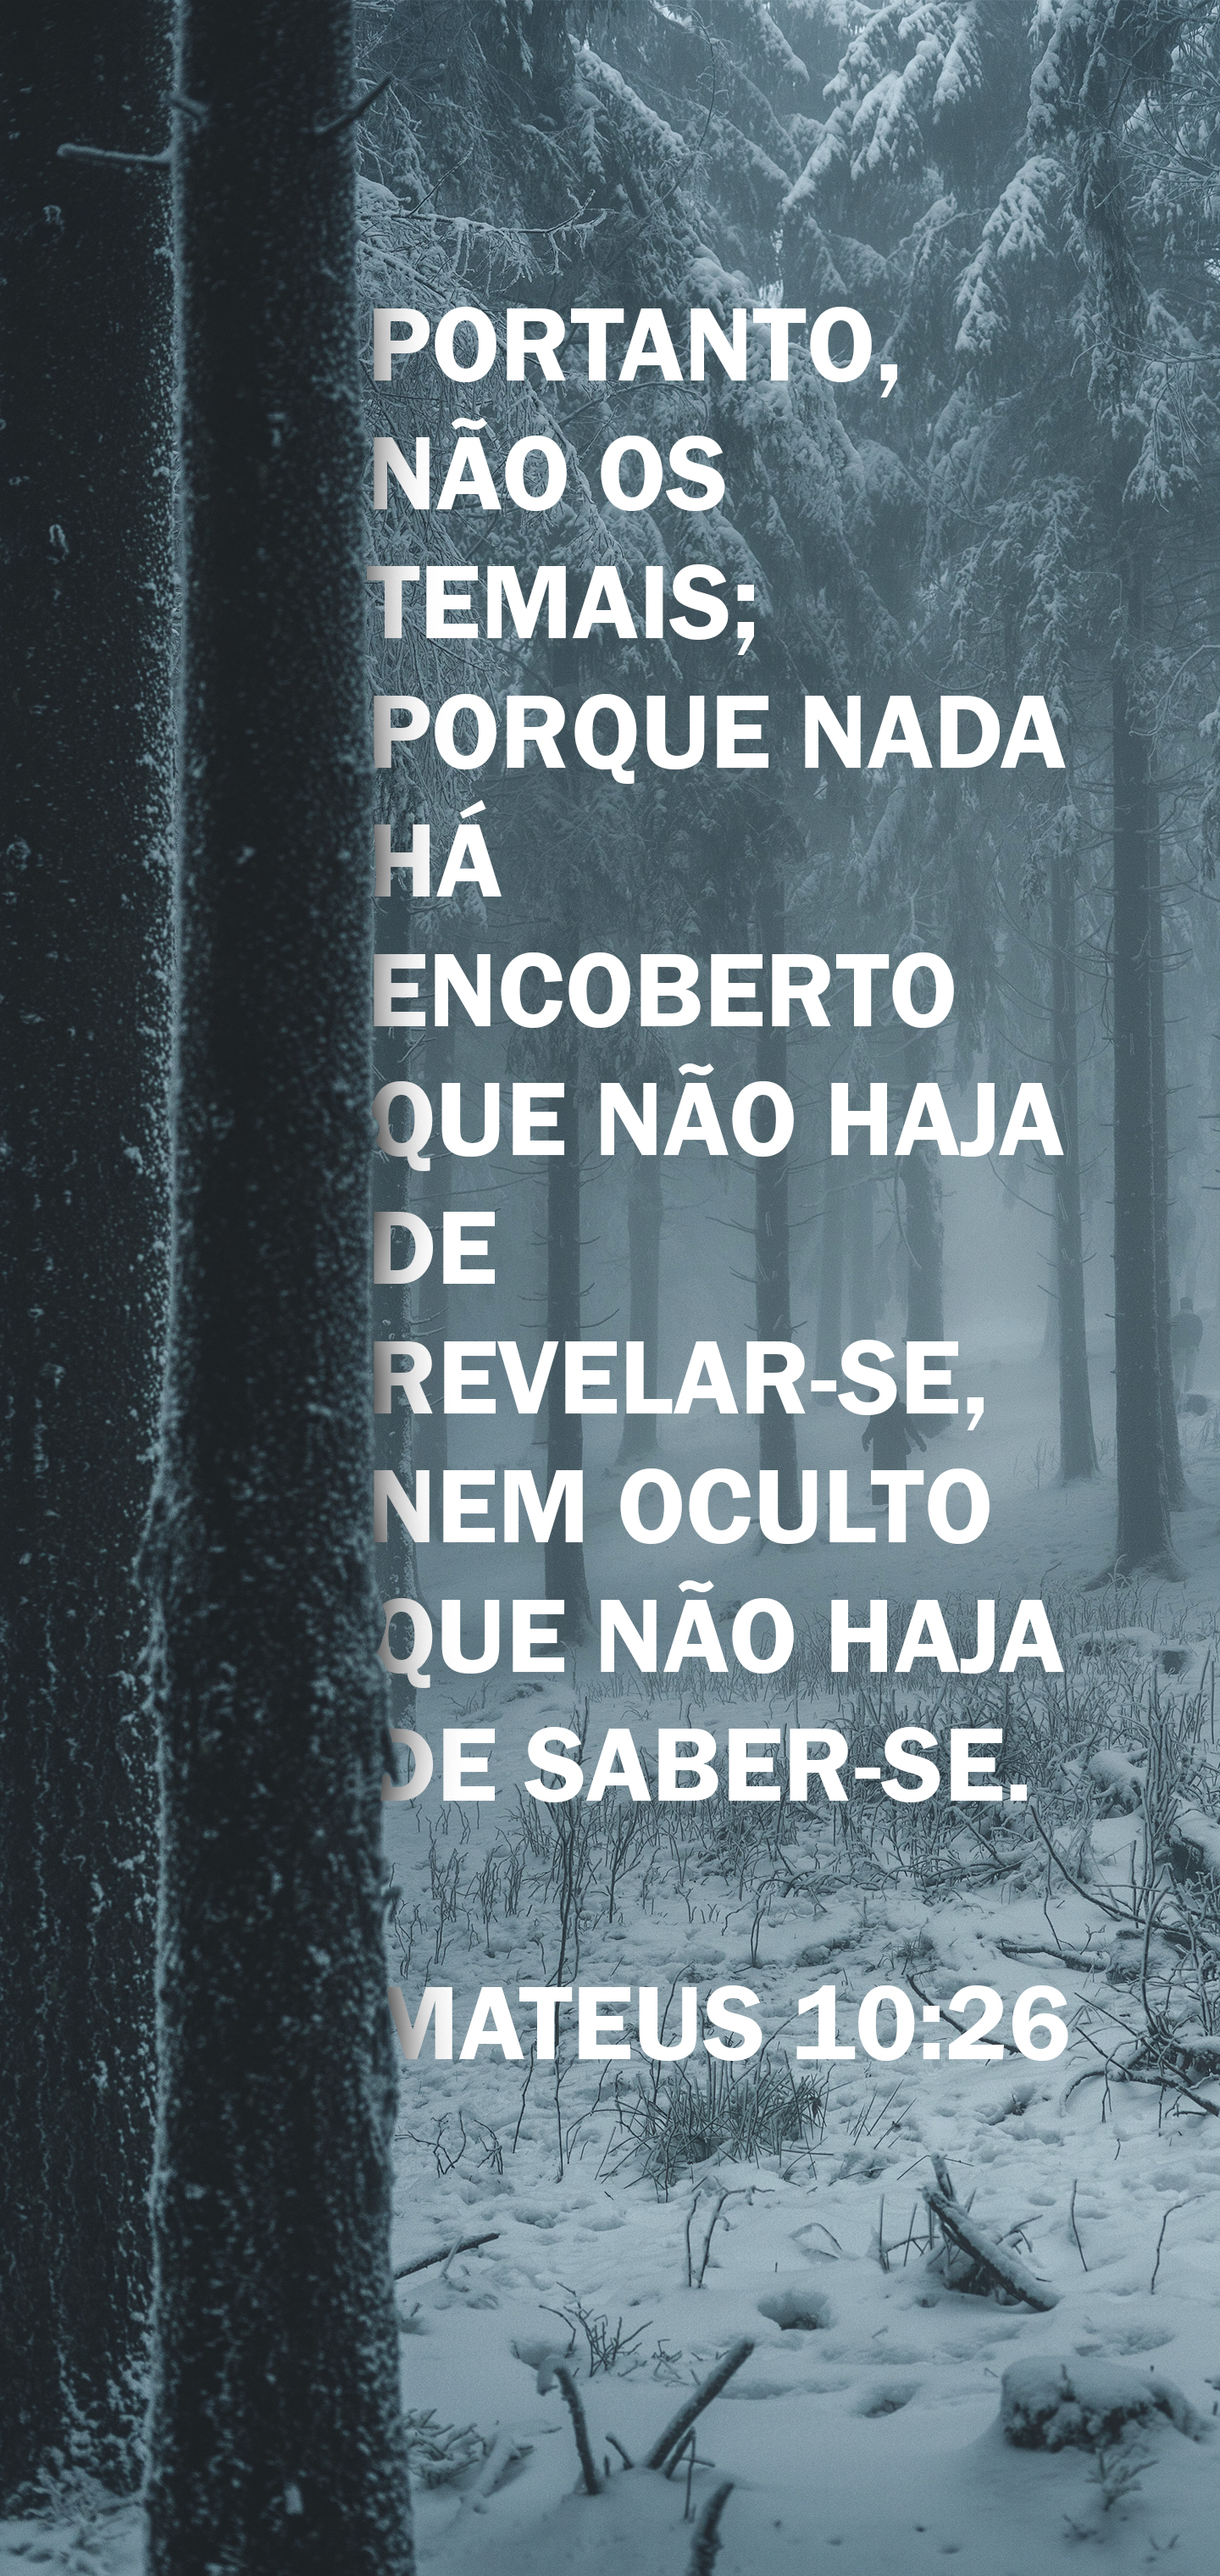 PORTANTO,
NÃO OS
TEMAIS;
PORQUE NADA
HÁ
ENCOBERTO
QUE NÃO HAJA
DE
REVELAR-SE,
NEM OCULTO
QUE NÃO HAJA
DE SABER-SE.
MATEUS 10:26